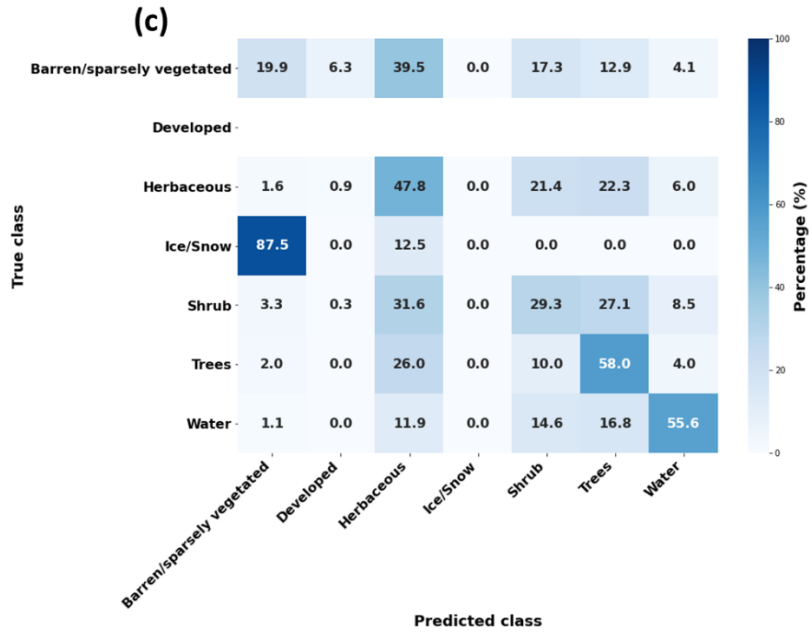 (c)
Barren/sparsely vegetated 19.9 6.3 39.5 0.0 17.3 12.9 4.1
Developed
Herbaceous 1.6 0.9 47.8 0.0 21.4 22.3 6.0
Ice/Snow 87.5 0.0 12.5 0.0 0.0 0.0 0.0
Shrub 3.3 0.3 31.6 0.0 29.3 27.1 8.5
Trees 2.0 0.0 26.0 0.0 10.0 58.0 4.0
Water 1.1 0.0 11.9 0.0 14.6 16.8 55.6
True class
Barren/sparsely vegetated Developed Herbaceous Ice/Snow Shrub Trees Water
Predicted class
100
80
60
40
20
0
Percentage (%)